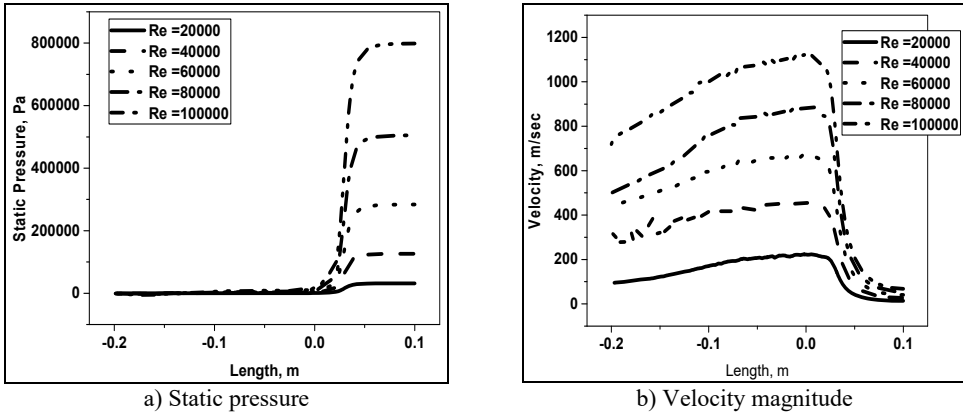 Re =20000
Re =40000
Re =60000
Re =80000
Re =100000
800000
600000
400000
200000
0
Static Pressure, Pa
-0.2
-0.1
0.0
0.1
Length, m
a) Static pressure
1200
1000
800
600
400
200
0
Velocity, m/sec
Re =20000
Re =40000
Re =60000
Re =80000
Re =100000
-0.2
-0.1
0.0
0.1
Length, m
b) Velocity magnitude